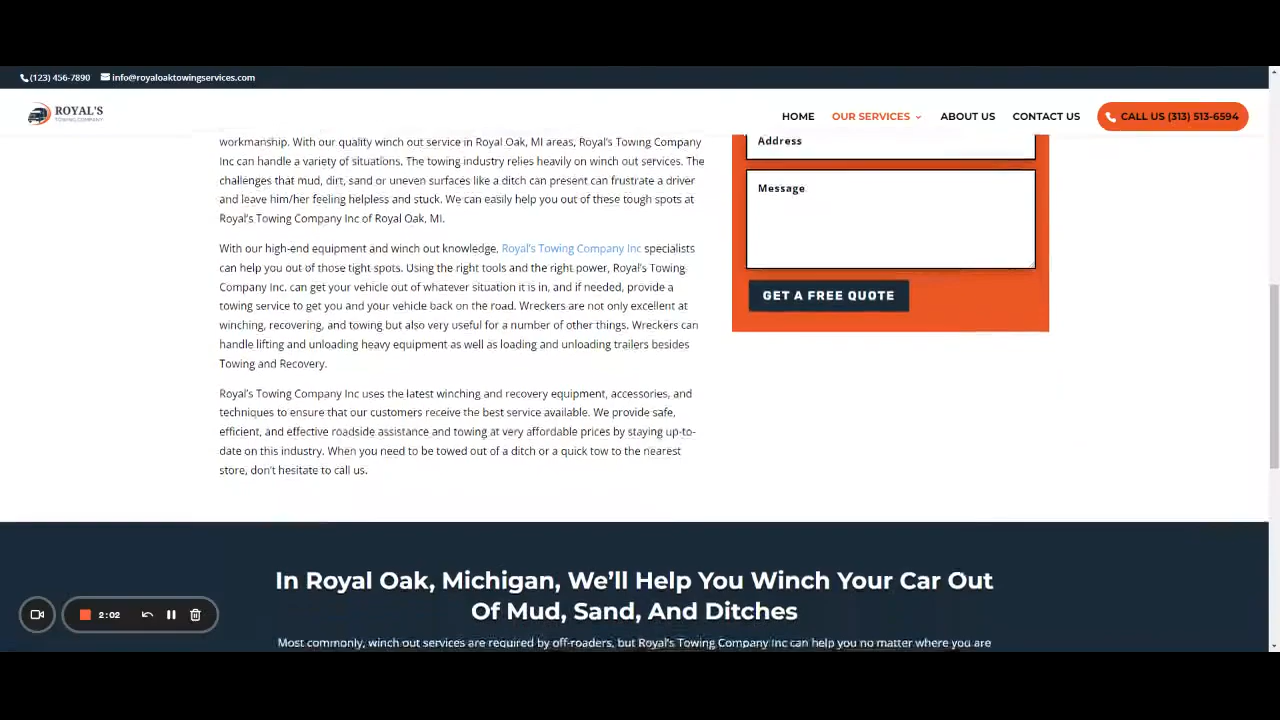 (123) 456-7890 info@royaloaktowingservices.com
ROYAL'S
TOWING COMPANY
HOME OUR SERVICES ABOUT US CONTACT US CALL US (313) 513-6594
workmanship. With our quality winch out service in Royal Oak, MI areas, Royal's Towing Company
Inc can handle a variety of situations. The towing industry relies heavily on winch out services. The
challenges that mud, dirt, sand or uneven surfaces like a ditch can present can frustrate a driver
and leave him/her feeling helpless and stuck. We can easily help you out of these tough spots at
Royal's Towing Company Inc of Royal Oak, MI.
With our high-end equipment and winch out knowledge, Royal's Towing Company Inc specialists
can help you out of those tight spots. Using the right tools and the right power, Royal's Towing
Company Inc. can get your vehicle out of whatever situation it is in, and if needed, provide a
towing service to get you and your vehicle back on the road. Wreckers are not only excellent at
winching, recovering, and towing but also very useful for a number of other things. Wreckers can
handle lifting and unloading heavy equipment as well as loading and unloading trailers besides
Towing and Recovery.
Royal's Towing Company Inc uses the latest winching and recovery equipment, accessories, and
techniques to ensure that our customers receive the best service available. We provide safe,
efficient, and effective roadside assistance and towing at very affordable prices by staying up-to-
date on this industry. When you need to be towed out of a ditch or a quick tow to the nearest
store, don't hesitate to call us.
Address
Message
GET A FREE QUOTE
In Royal Oak, Michigan, We'll Help You Winch Your Car Out
Of Mud, Sand, And Ditches
Most commonly, winch out services are required by off-roaders, but Royal's Towing Company Inc can help you no matter where you are
2:02